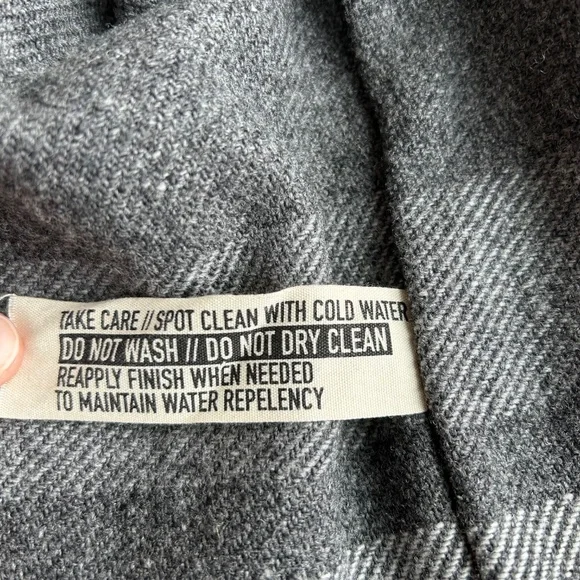 TAKE CARE // SPOT CLEAN WITH COLD WATER
DO NOT WASH // DO NOT DRY CLEAN
REAPPLY FINISH WHEN NEEDED
TO MAINTAIN WATER REPELENCY